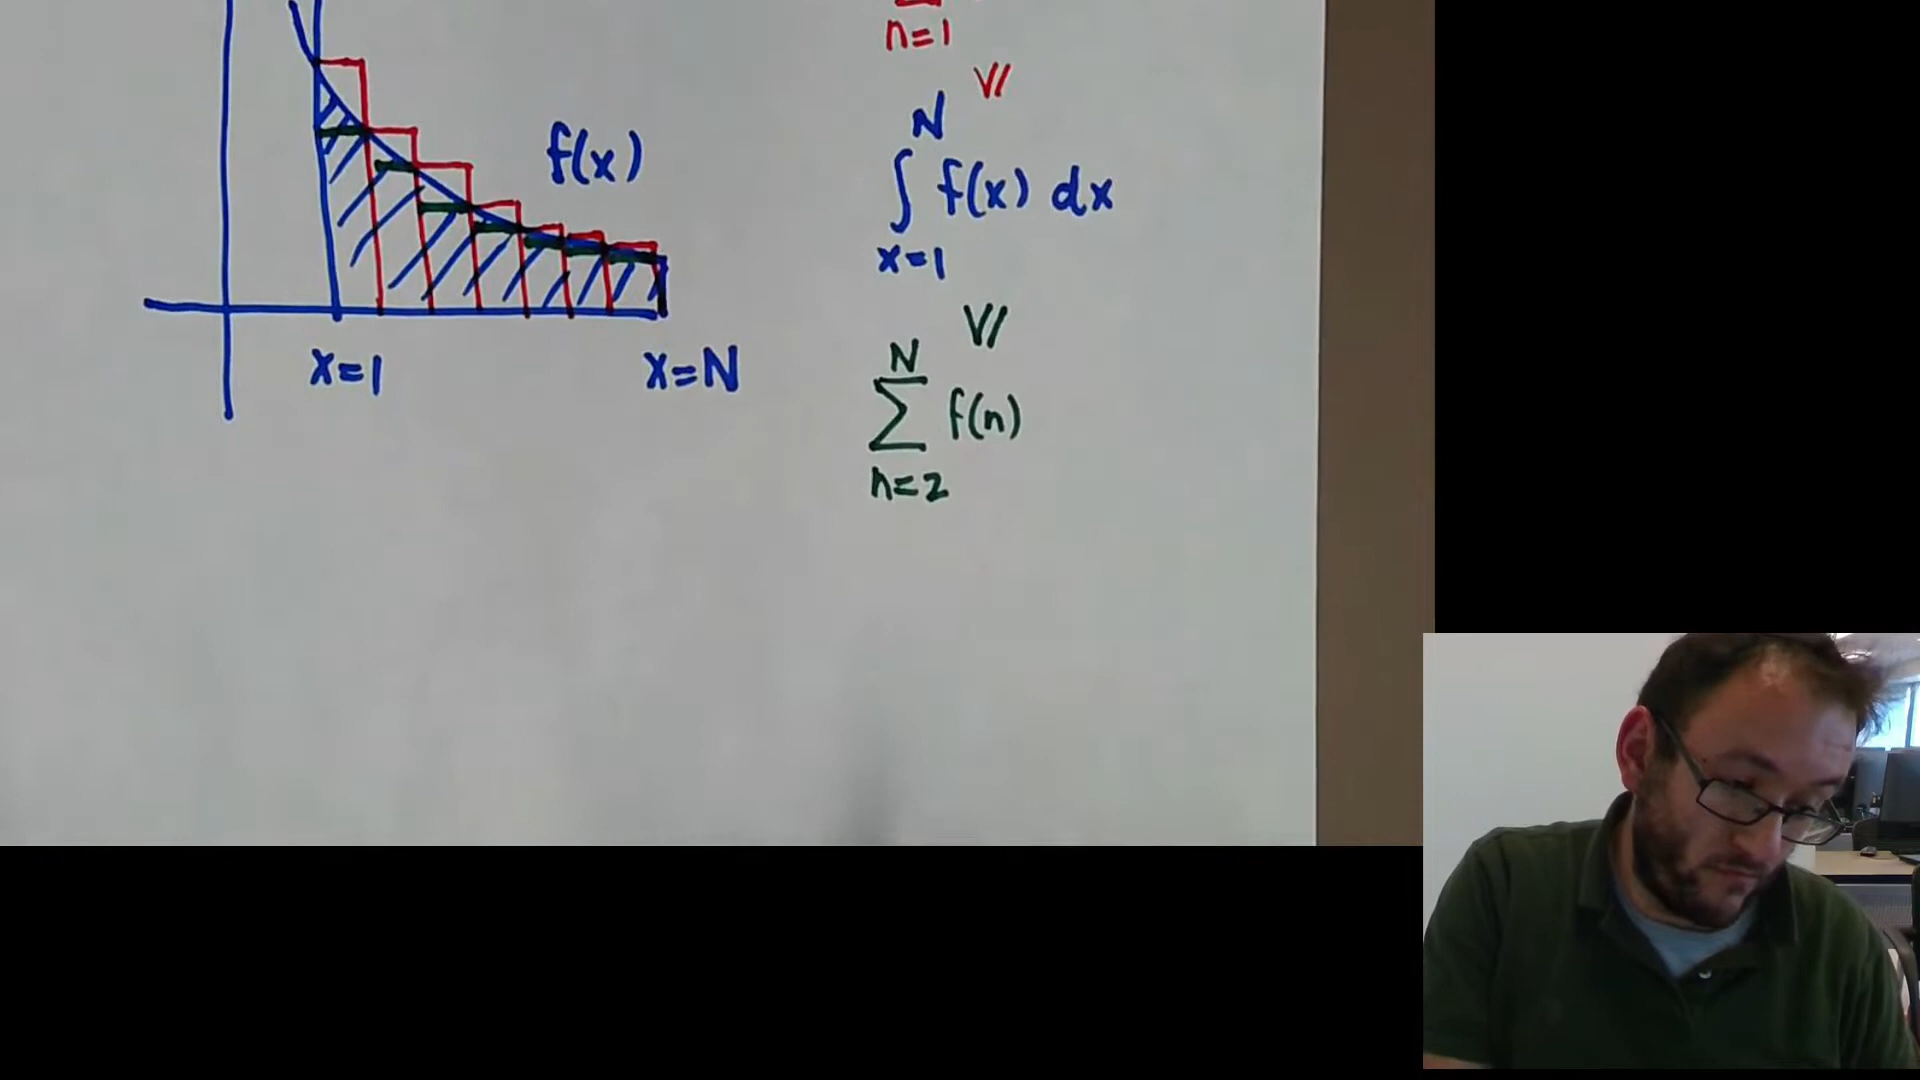 n=1
V/
N
∫ f(x) dx
x=1
V/
N
∑ f(n)
n=2
f(x)
x=1
x=N